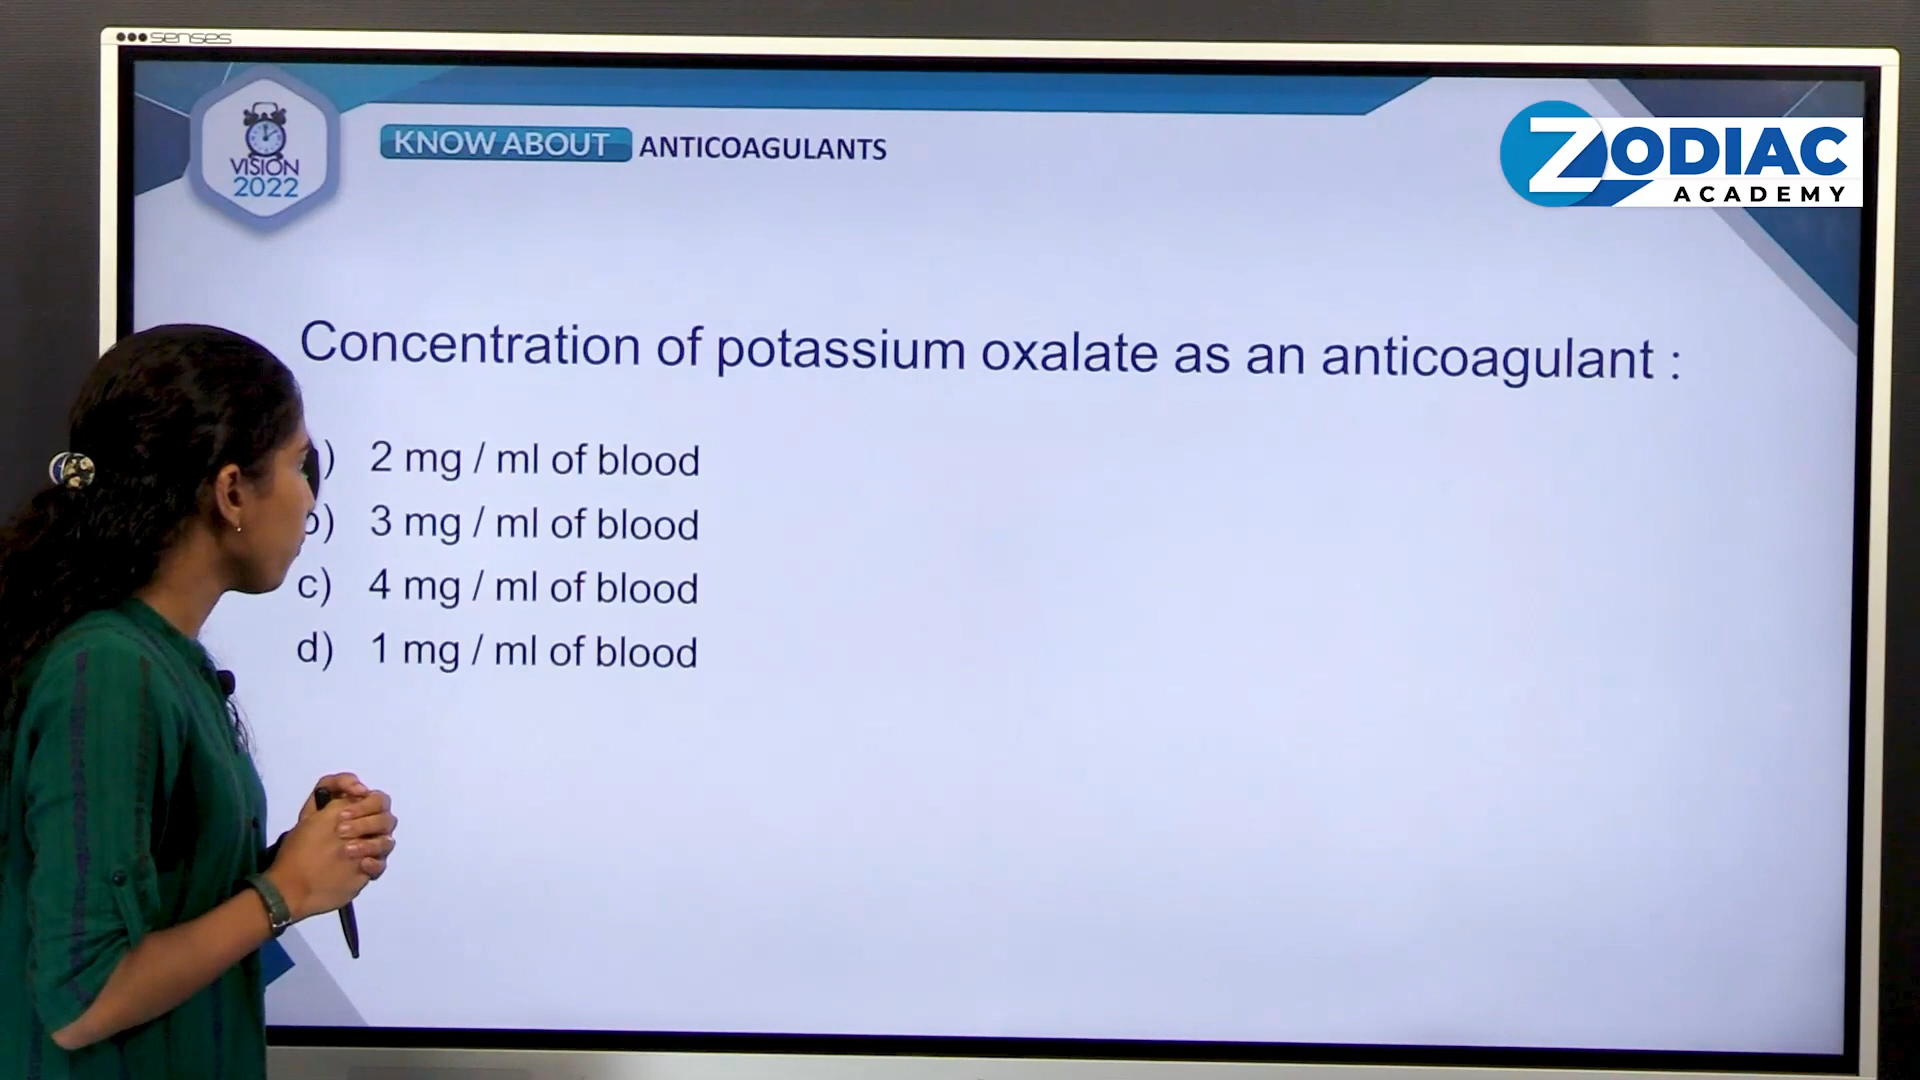 senses
VISION
2022
KNOW ABOUT ANTICOAGULANTS
ZODIAC
ACADEMY
Concentration of potassium oxalate as an anticoagulant :
) 2 mg / ml of blood
b) 3 mg / ml of blood
c) 4 mg / ml of blood
d) 1 mg / ml of blood